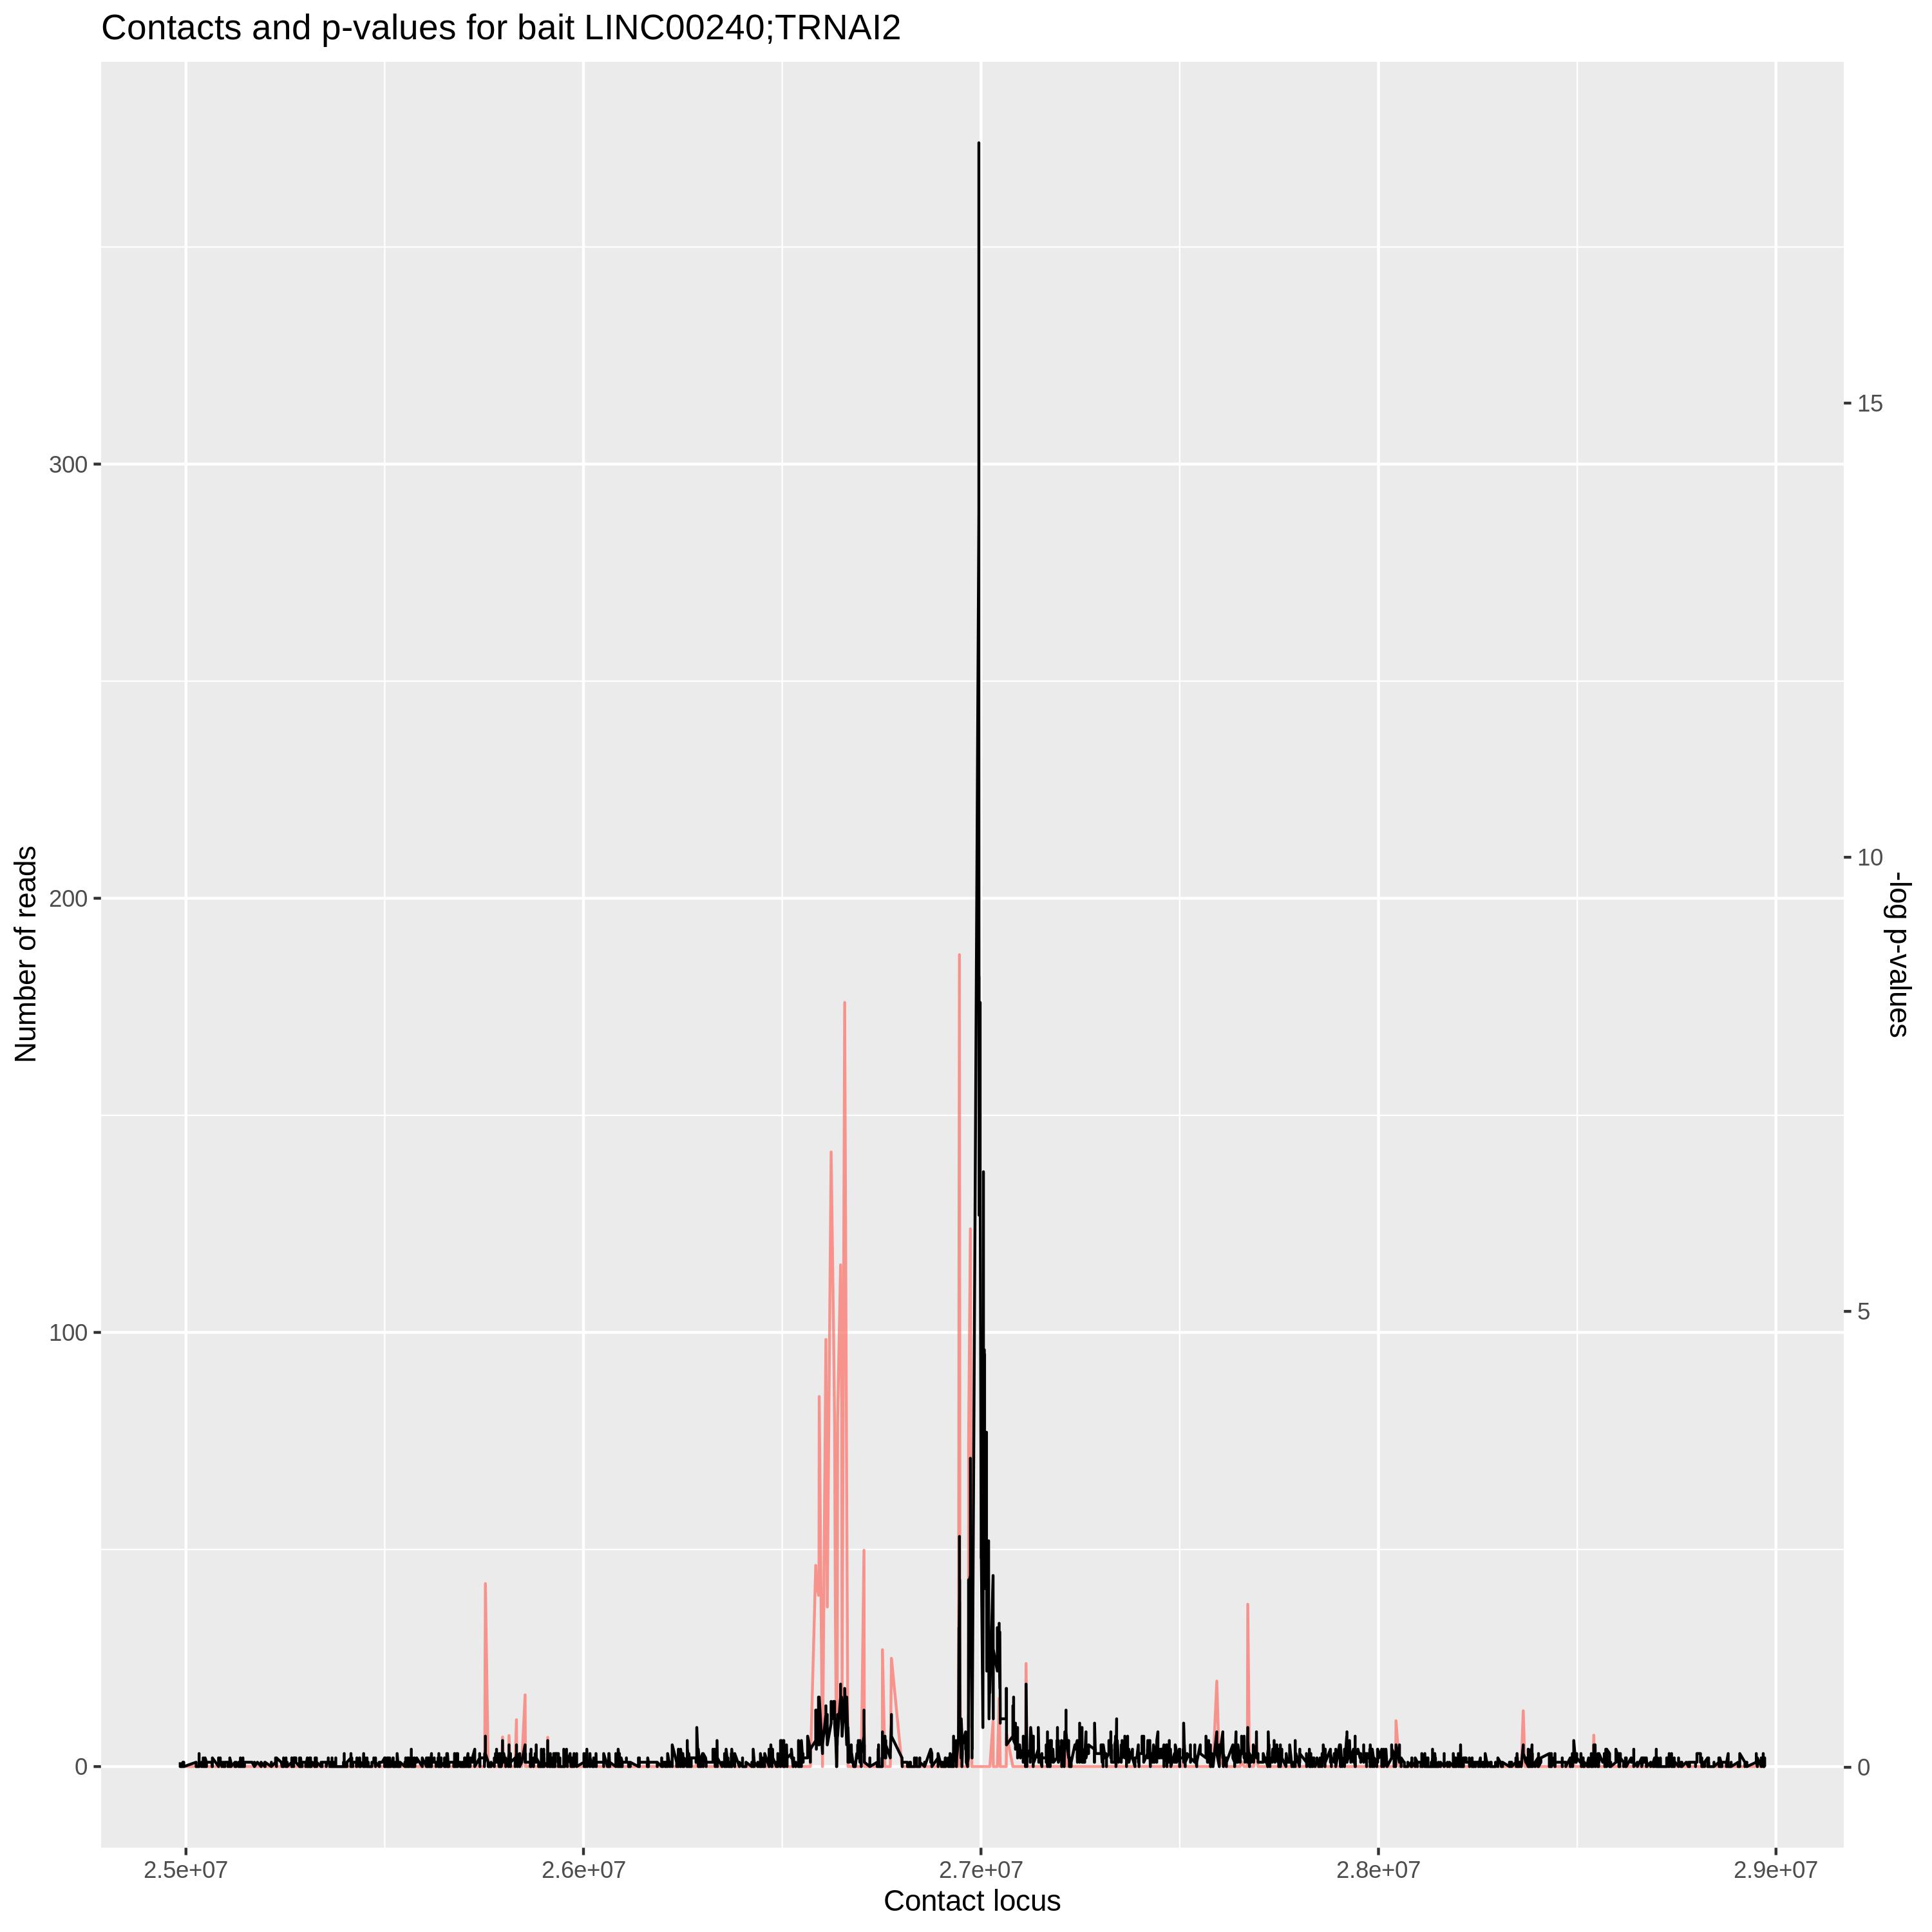 Contacts and p-values for bait LINC00240;TRNAI2
Number of reads
300
200
100
0
15
10
5
0
-log p-values
2.5e+07 2.6e+07 2.7e+07 2.8e+07 2.9e+07
Contact locus